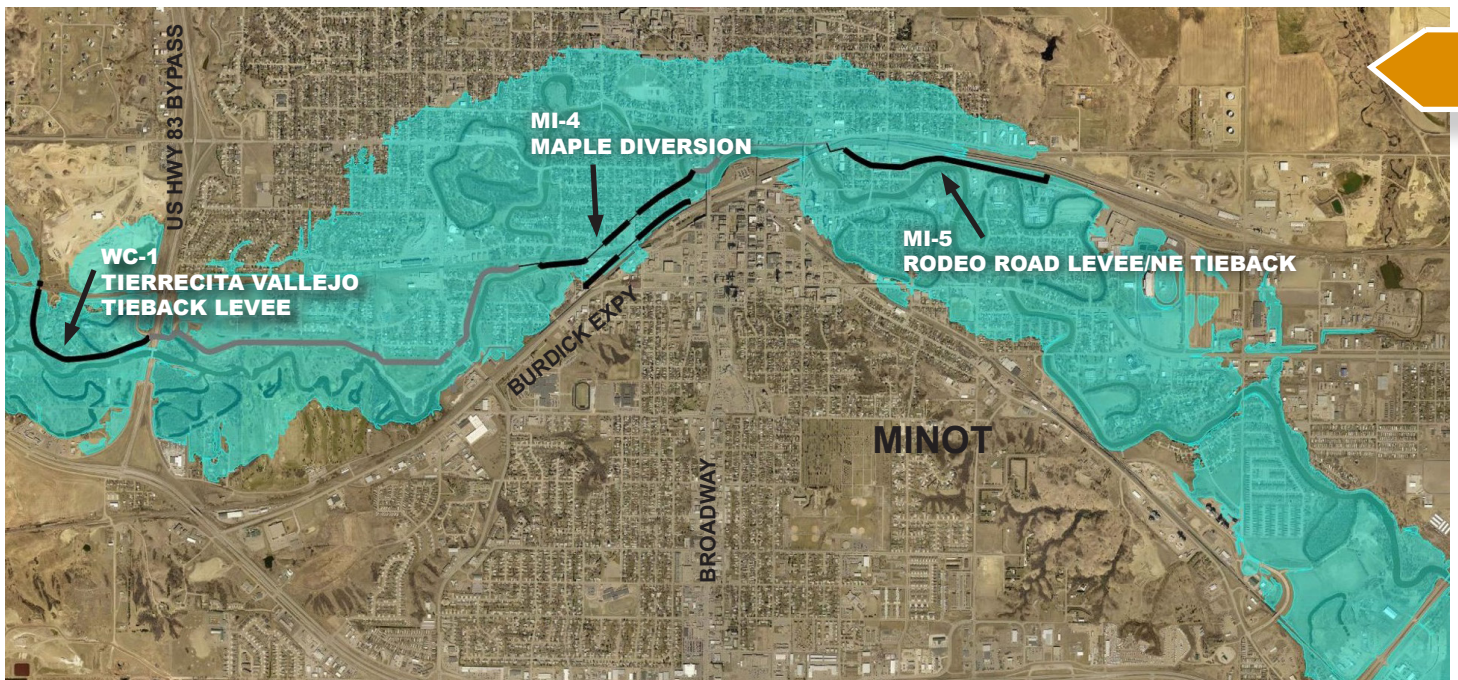 US HWY 83 BYPASS
MI-4
MAPLE DIVERSION
WC-1
TIERRECITA VALLEJO
TIEBACK LEVEE
MI-5
RODEO ROAD LEVEE/NE TIEBACK
BURDICK EXPY
MINOT
BROADWAY